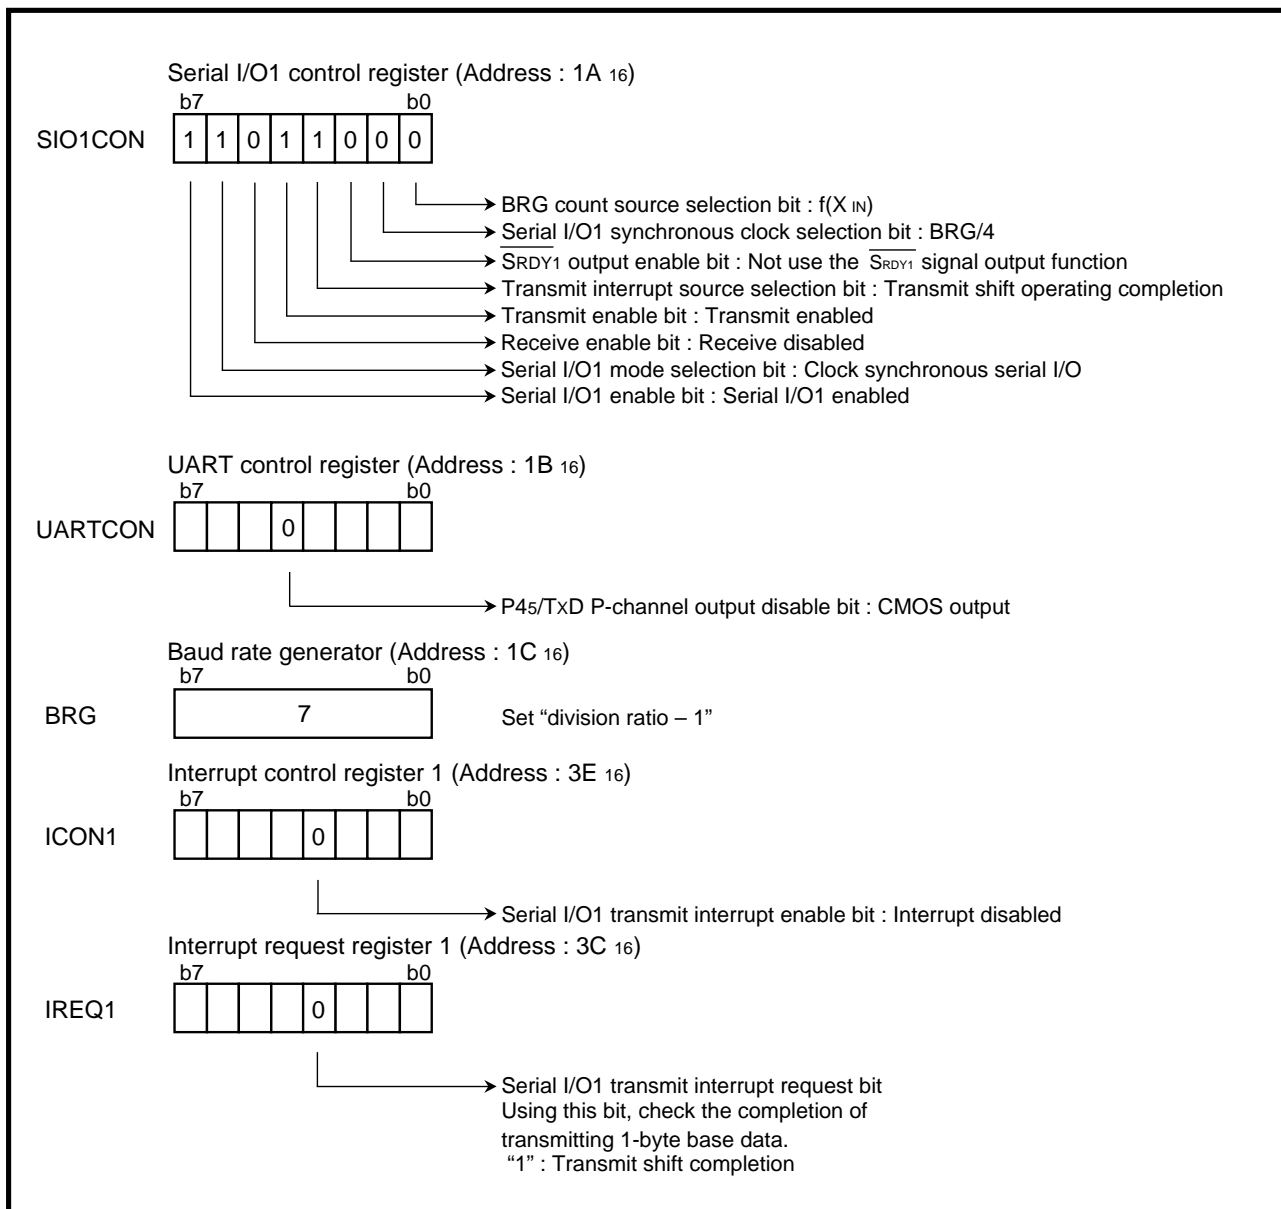 Serial I/O1 control register (Address : 1A 16)
b7 b0
SIO1CON 1 1 0 1 1 0 0 0
BRG count source selection bit : f(X IN)
Serial I/O1 synchronous clock selection bit : BRG/4
SRDY1 output enable bit : Not use the SRDY1 signal output function
Transmit interrupt source selection bit : Transmit shift operating completion
Transmit enable bit : Transmit enabled
Receive enable bit : Receive disabled
Serial I/O1 mode selection bit : Clock synchronous serial I/O
Serial I/O1 enable bit : Serial I/O1 enabled
UART control register (Address : 1B 16)
b7 b0
UARTCON 0
P45/TxD P-channel output disable bit : CMOS output
Baud rate generator (Address : 1C 16)
b7 b0
BRG 7 Set “division ratio – 1”
Interrupt control register 1 (Address : 3E 16)
b7 b0
ICON1 0
Serial I/O1 transmit interrupt enable bit : Interrupt disabled
Interrupt request register 1 (Address : 3C 16)
b7 b0
IREQ1 0
Serial I/O1 transmit interrupt request bit
Using this bit, check the completion of
transmitting 1-byte base data.
“1” : Transmit shift completion